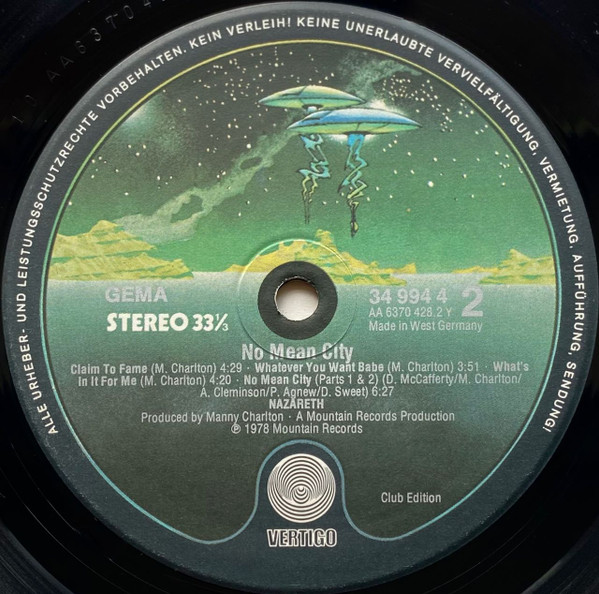 ALLE URHEBER- UND LEISTUNGSSCHUTZRECHTE VORBEHALTEN. KEIN VERLEIH! KEINE UNERLAUBTE VERVIELFÄLTIGUNG, VERMIETUNG, AUFFÜHRUNG, SENDUNG!
GEMA
STEREO 33⅓
34 994 4
AA 6370 428.2 Y
2
Made in West Germany
No Mean City
Claim To Fame (M. Charlton) 4:29 · Whatever You Want Babe (M. Charlton) 3:51 · What's
In It For Me (M. Charlton) 4:20 · No Mean City (Parts 1 & 2) (D. McCafferty/M. Charlton/
A. Cleminson/P. Agnew/D. Sweet) 6:27
NAZARETH
Produced by Manny Charlton · A Mountain Records Production
℗ 1978 Mountain Records
Club Edition
VERTIGO